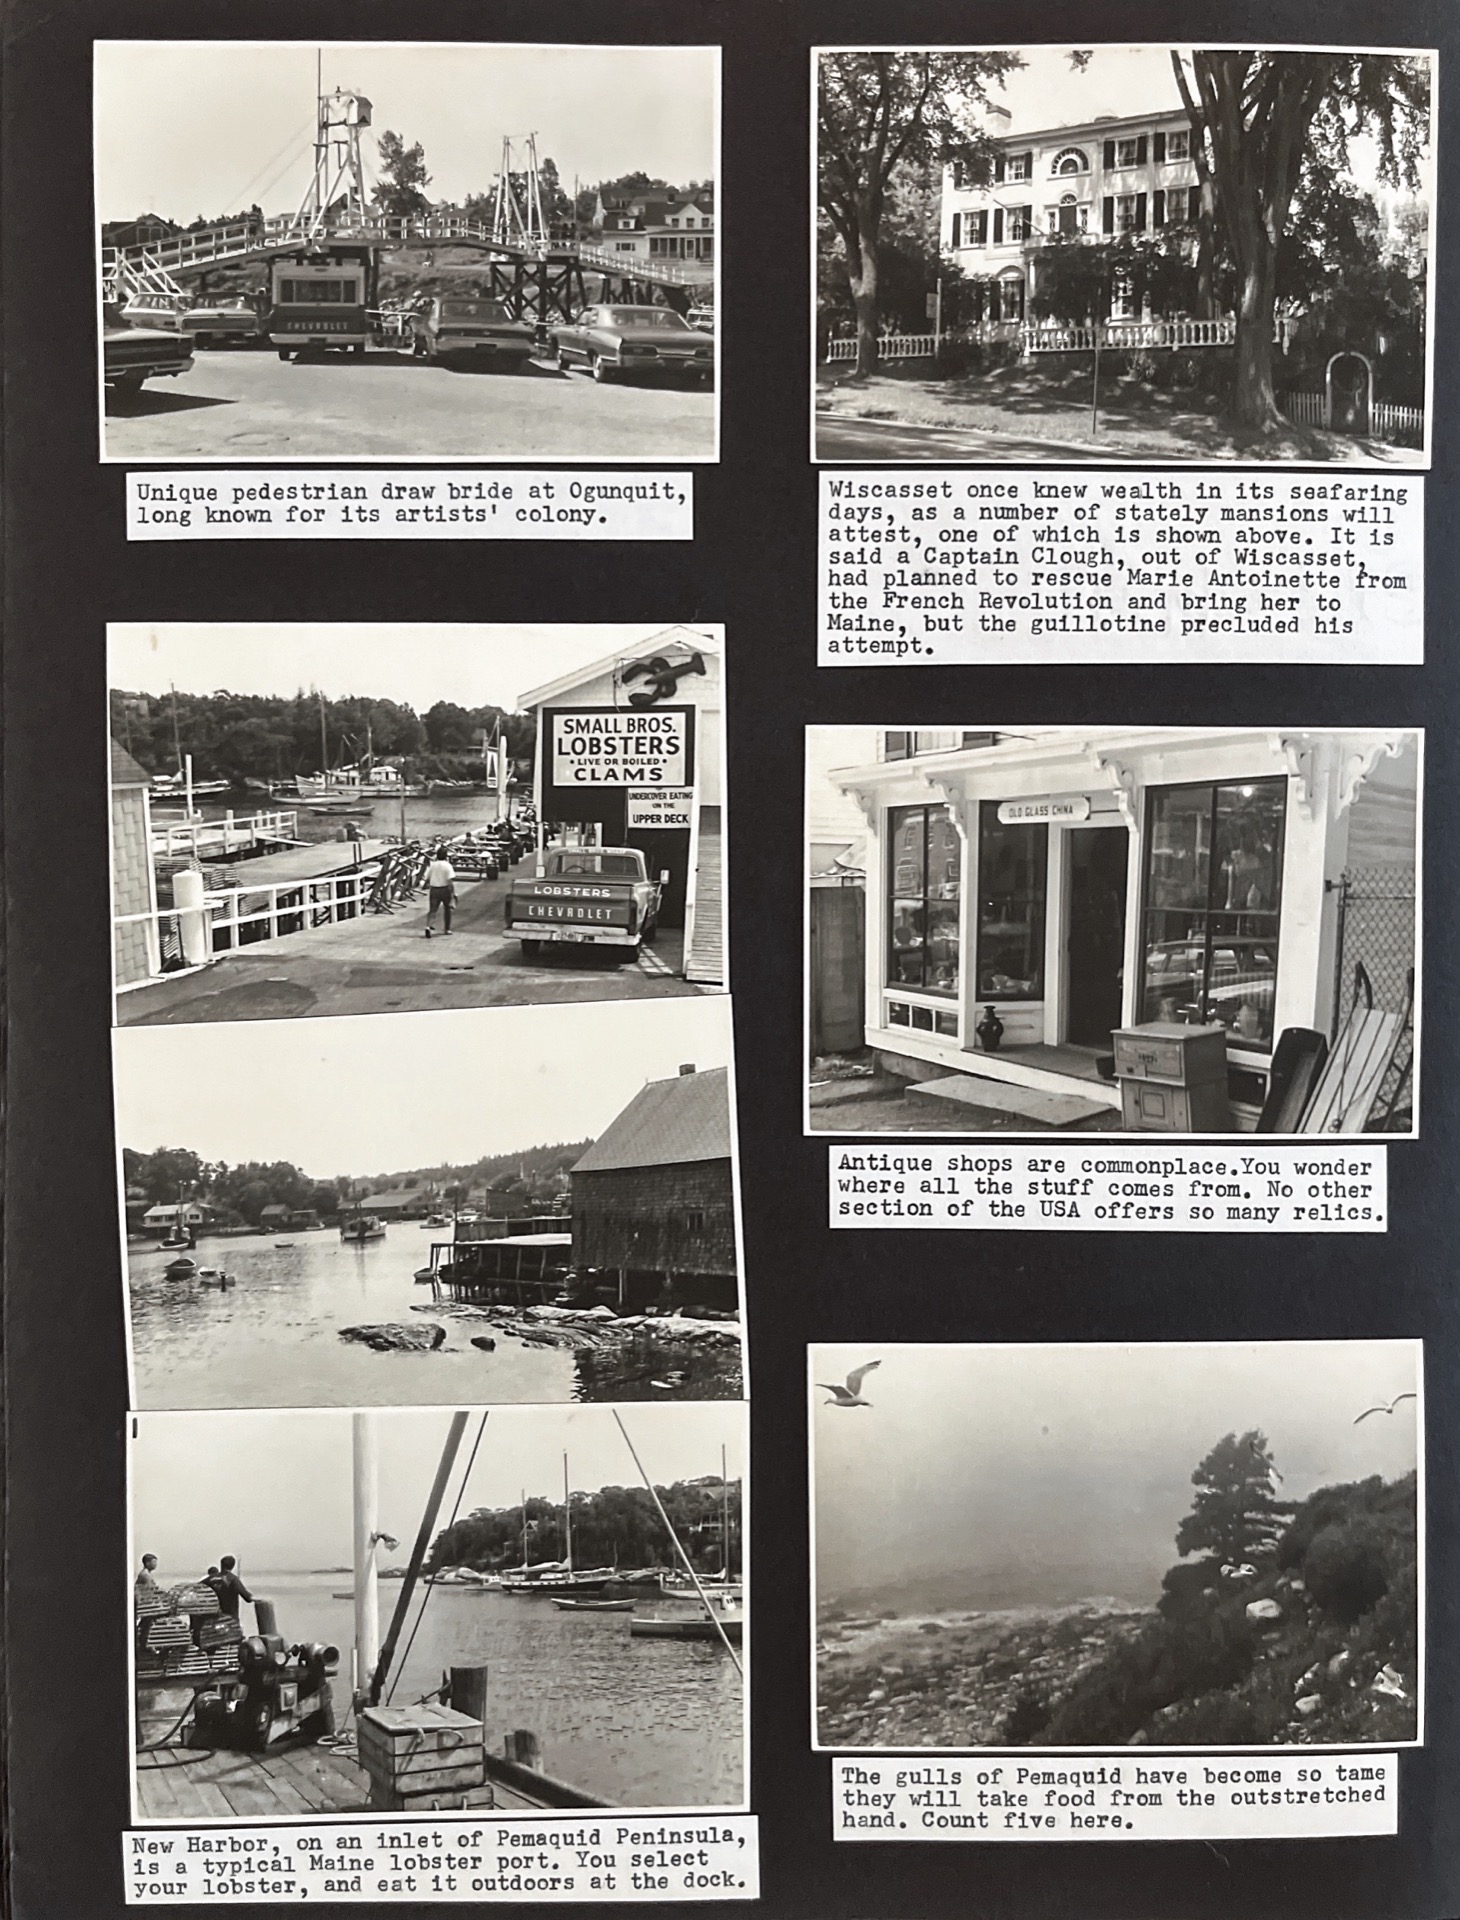 CHEVROLET
Unique pedestrian draw bride at Ogunquit,
long known for its artists' colony.
SMALL BROS.
LOBSTERS
• LIVE OR BOILED •
CLAMS
UNDERCOVER EATING
ON THE
UPPER DECK
LOBSTERS
CHEVROLET
New Harbor, on an inlet of Pemaquid Peninsula,
is a typical Maine lobster port. You select
your lobster, and eat it outdoors at the dock.
Wiscasset once knew wealth in its seafaring
days, as a number of stately mansions will
attest, one of which is shown above. It is
said a Captain Clough, out of Wiscasset,
had planned to rescue Marie Antoinette from
the French Revolution and bring her to
Maine, but the guillotine precluded his
attempt.
OLD GLASS CHINA
Antique shops are commonplace.You wonder
where all the stuff comes from. No other
section of the USA offers so many relics.
The gulls of Pemaquid have become so tame
they will take food from the outstretched
hand. Count five here.